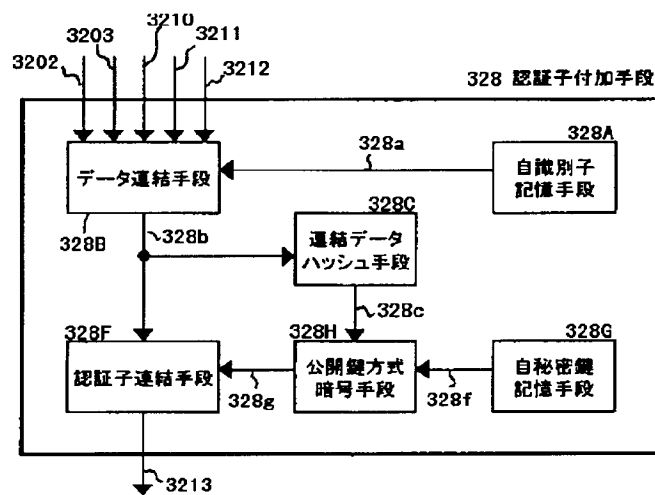 3210
3203
3211
3202
3212
328 認証子付加手段
328A
328a
データ連結手段
自識別子
記憶手段
328B
328b
328C
連結データ
ハッシュ手段
328c
328F
328H
328G
認証子連結手段
公開鍵方式
暗号手段
自秘密鍵
記憶手段
328g
328f
3213